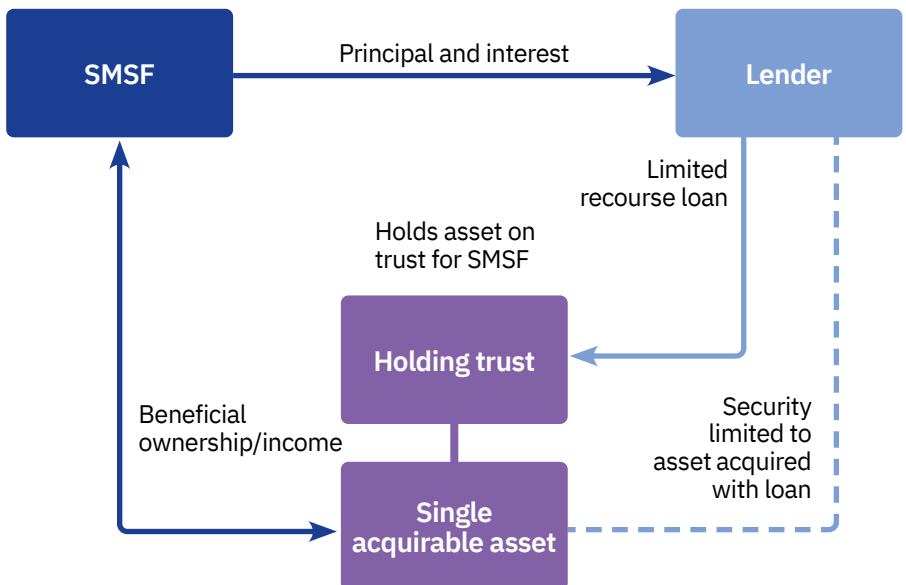 SMSF
Principal and interest
Lender
Limited
recourse loan
Holds asset on
trust for SMSF
Holding trust
Beneficial
ownership/income
Security
limited to
asset acquired
with loan
Single
acquirable asset